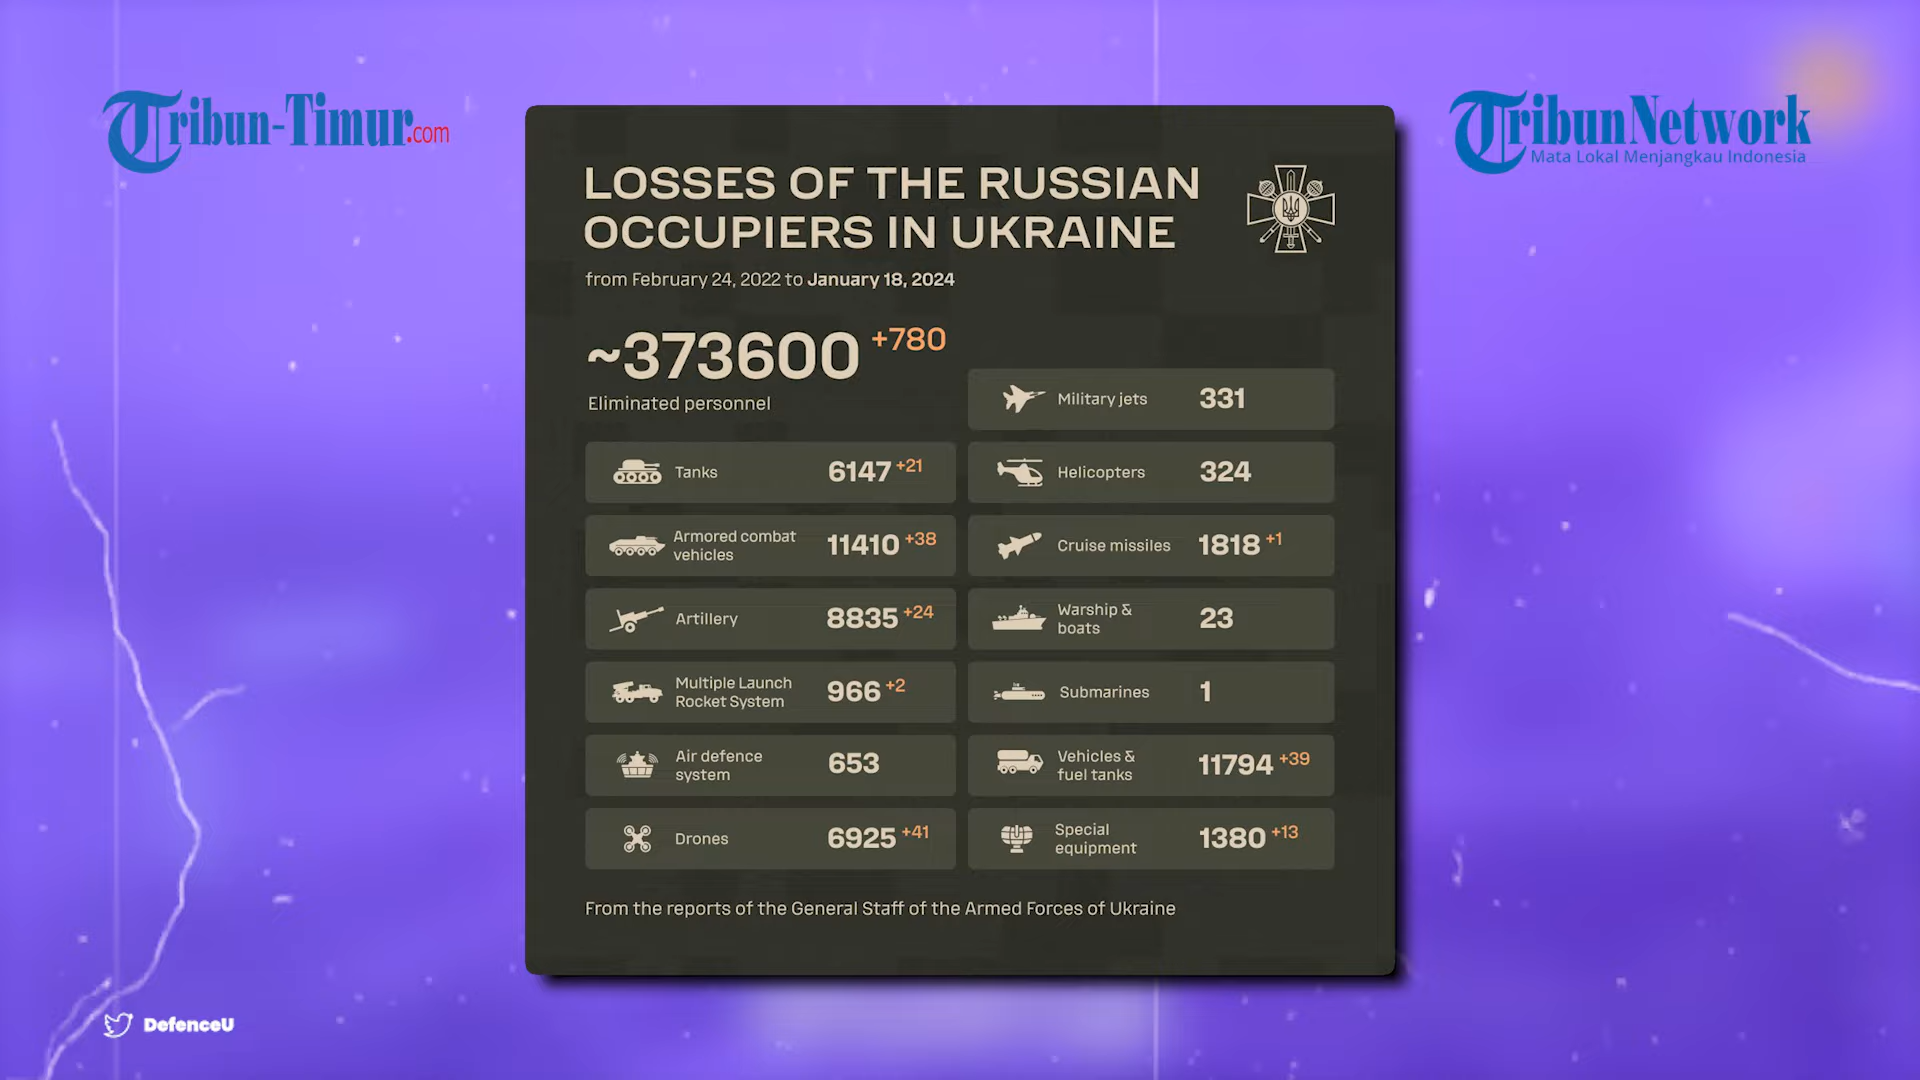 Tribun-Timur.com
TribunNetwork
Mata Lokal Menjangkau Indonesia
LOSSES OF THE RUSSIAN
OCCUPIERS IN UKRAINE
from February 24, 2022 to January 18, 2024
~373600 +780
Eliminated personnel
Military jets 331
Tanks 6147 +21
Helicopters 324
Armored combat
vehicles 11410 +38
Cruise missiles 1818 +1
Artillery 8835 +24
Warship &
boats 23
Multiple Launch
Rocket System 966 +2
Submarines 1
Air defence
system 653
Vehicles &
fuel tanks 11794 +39
Drones 6925 +41
Special
equipment 1380 +13
From the reports of the General Staff of the Armed Forces of Ukraine
DefenceU